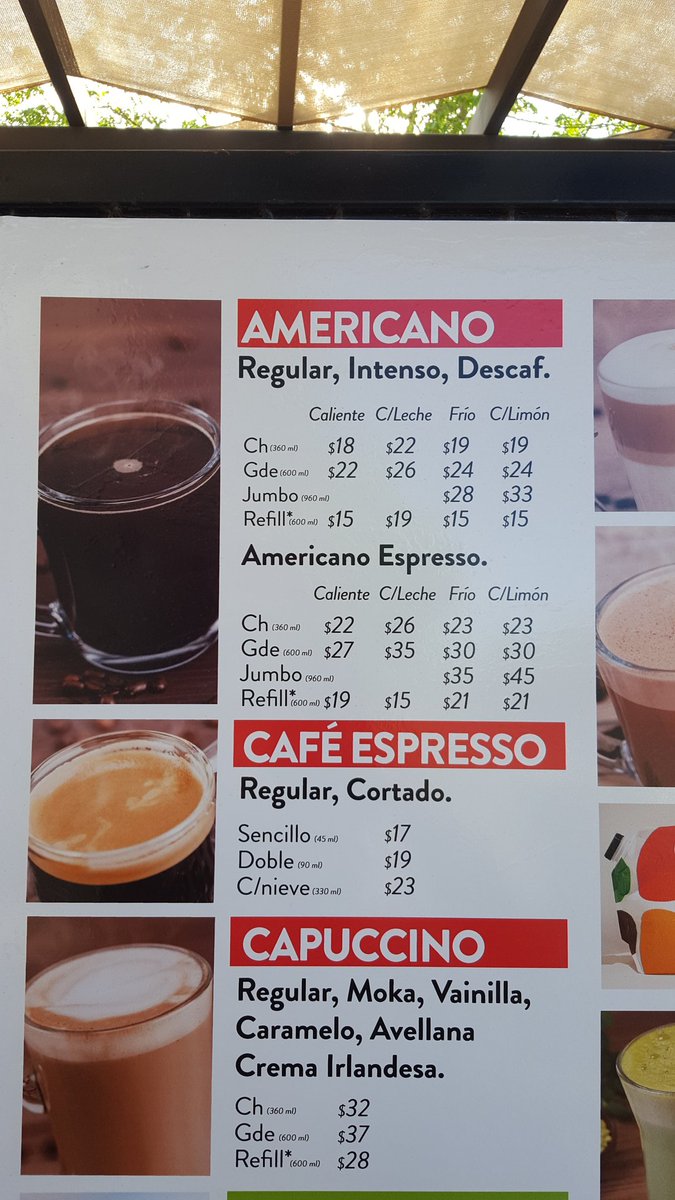 AMERICANO
Regular, Intenso, Descaf.
Caliente C/Leche Frío C/Limón
Ch (360 ml) $18 $22 $19 $19
Gde (600 ml) $22 $26 $24 $24
Jumbo (960 ml) $28 $33
Refill* (600 ml) $15 $19 $15 $15
Americano Espresso.
Caliente C/Leche Frío C/Limón
Ch (360 ml) $22 $26 $23 $23
Gde (600 ml) $27 $35 $30 $30
Jumbo (960 ml) $35 $45
Refill* (600 ml) $19 $15 $21 $21
CAFÉ ESPRESSO
Regular, Cortado.
Sencillo (45 ml) $17
Doble (90 ml) $19
C/nieve (330 ml) $23
CAPUCCINO
Regular, Moka, Vainilla,
Caramelo, Avellana
Crema Irlandesa.
Ch (360 ml) $32
Gde (600 ml) $37
Refill* (600 ml) $28